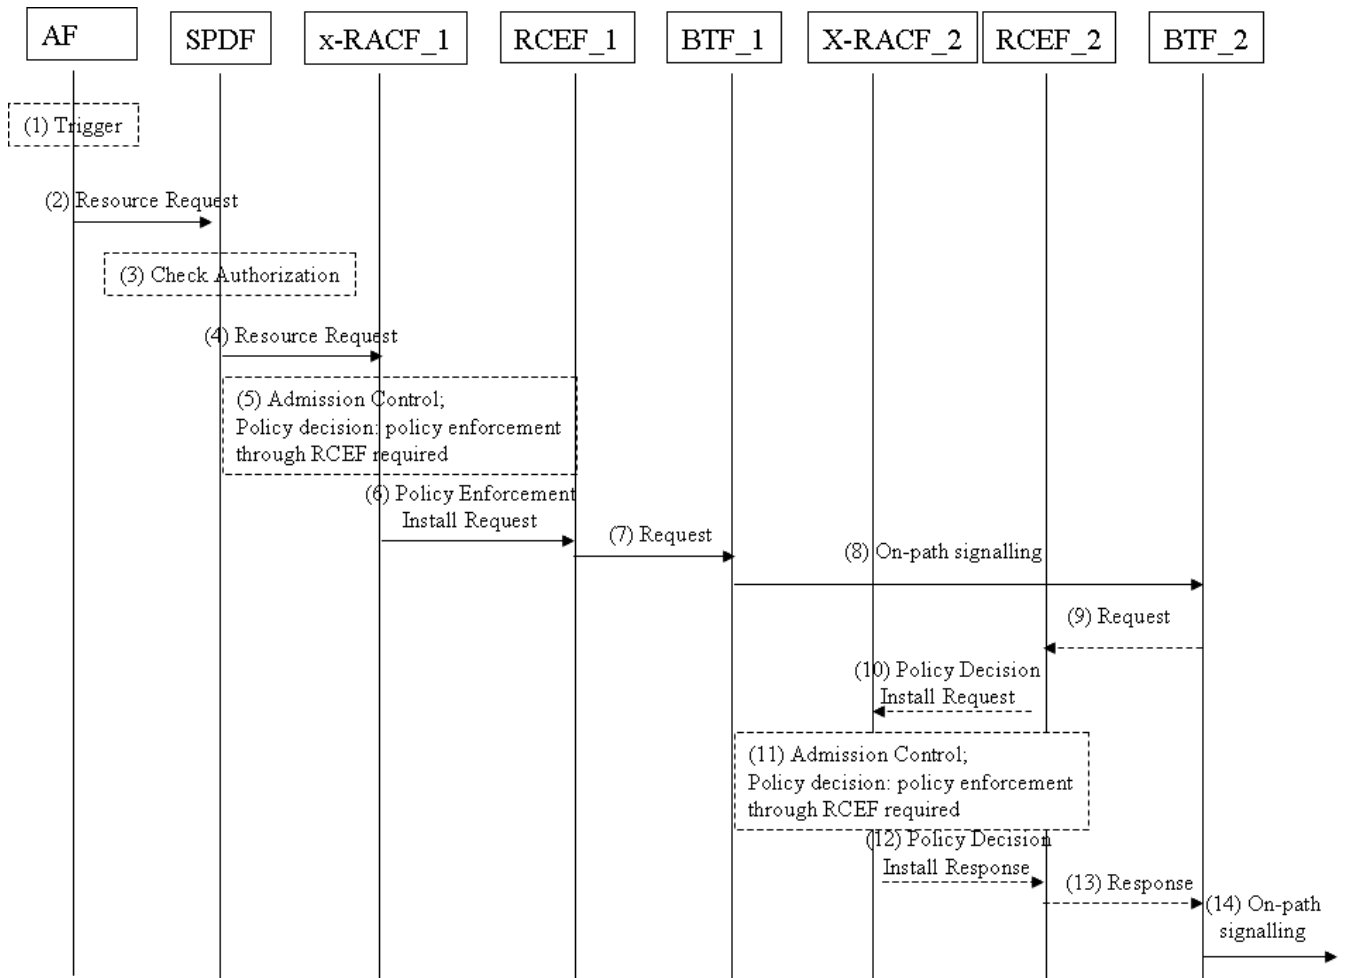 AF
SPDF
x-RACF_1
RCEF_1
BTF_1
X-RACF_2
RCEF_2
BTF_2
(1) Trigger
(2) Resource Request
(3) Check Authorization
(4) Resource Request
(5) Admission Control;
Policy decision: policy enforcement
through RCEF required
(6) Policy Enforcement
Install Request
(7) Request
(8) On-path signalling
(9) Request
(10) Policy Decision
Install Request
(11) Admission Control;
Policy decision: policy enforcement
through RCEF required
(12) Policy Decision
Install Response
(13) Response
(14) On-path
signalling